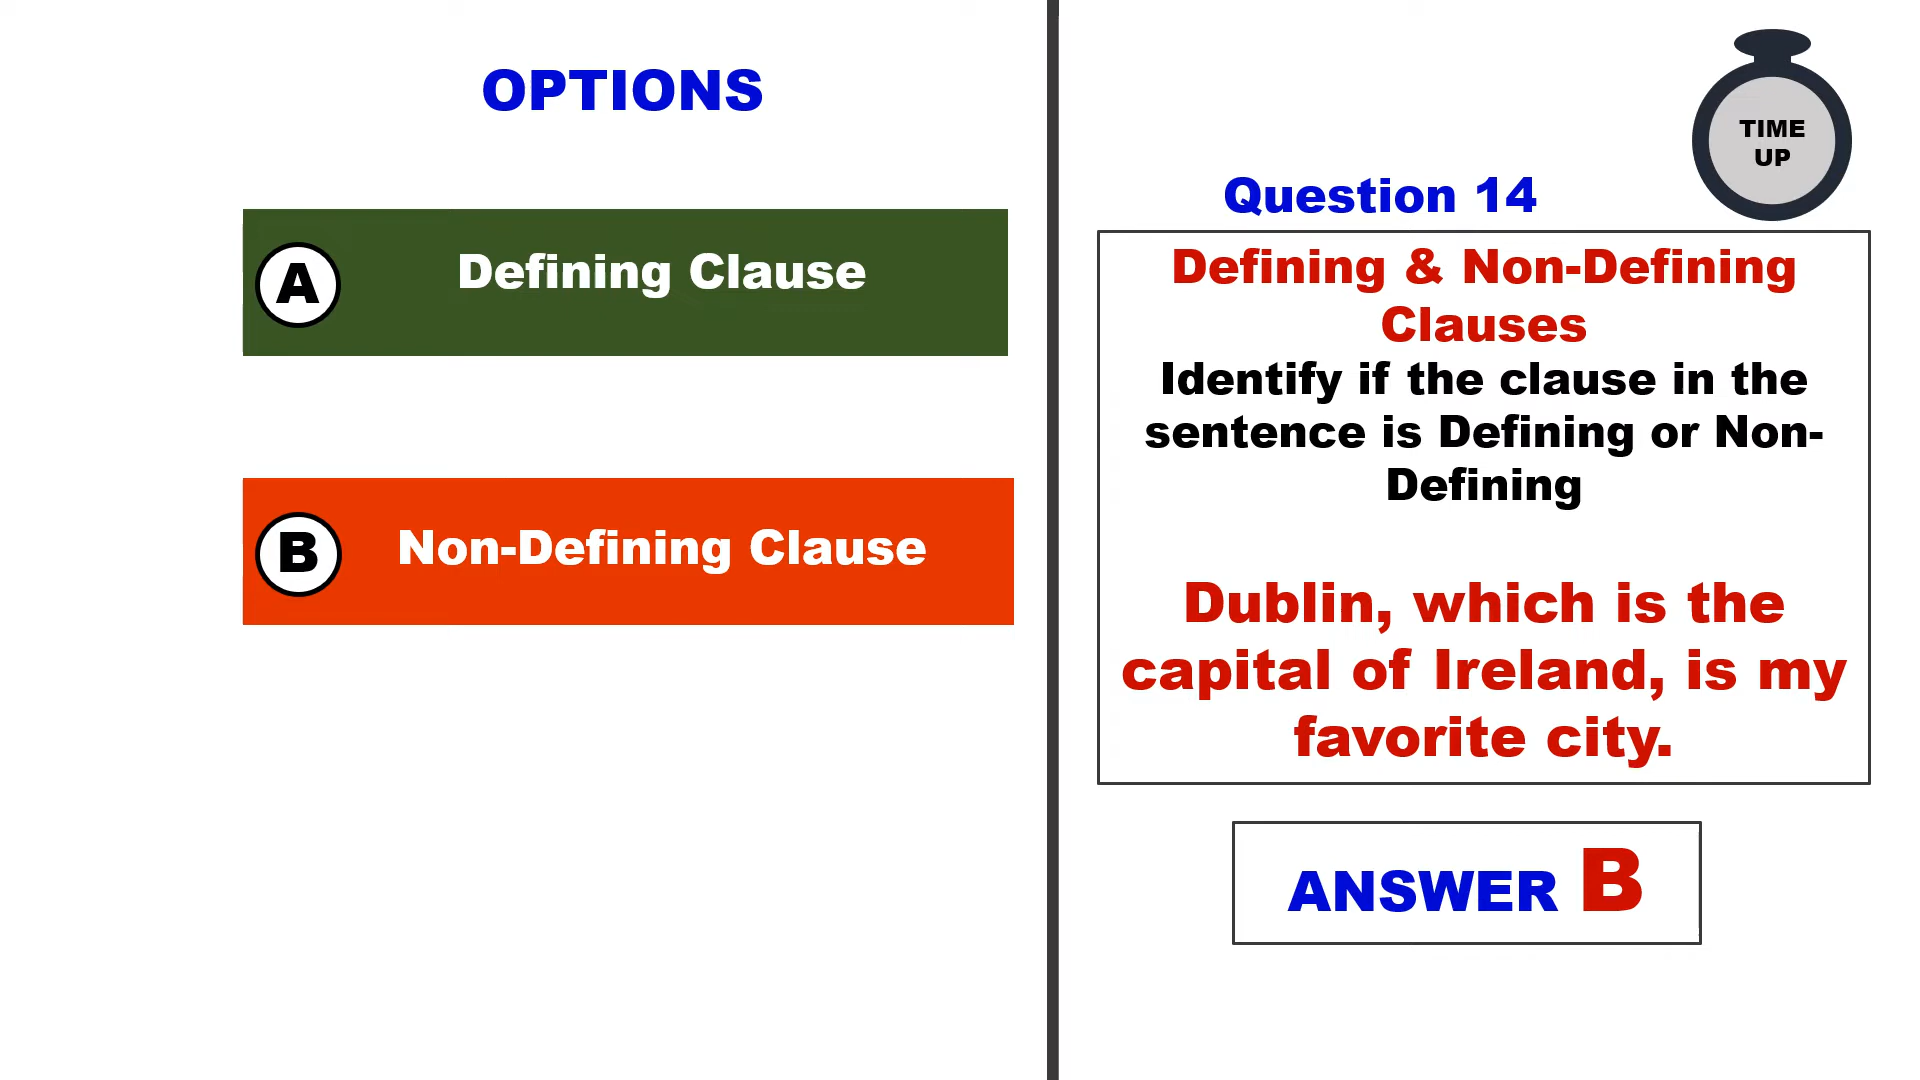 OPTIONS
A Defining Clause
B Non-Defining Clause
TIME
UP
Question 14
Defining & Non-Defining
Clauses
Identify if the clause in the
sentence is Defining or Non-
Defining
Dublin, which is the
capital of Ireland, is my
favorite city.
ANSWER B